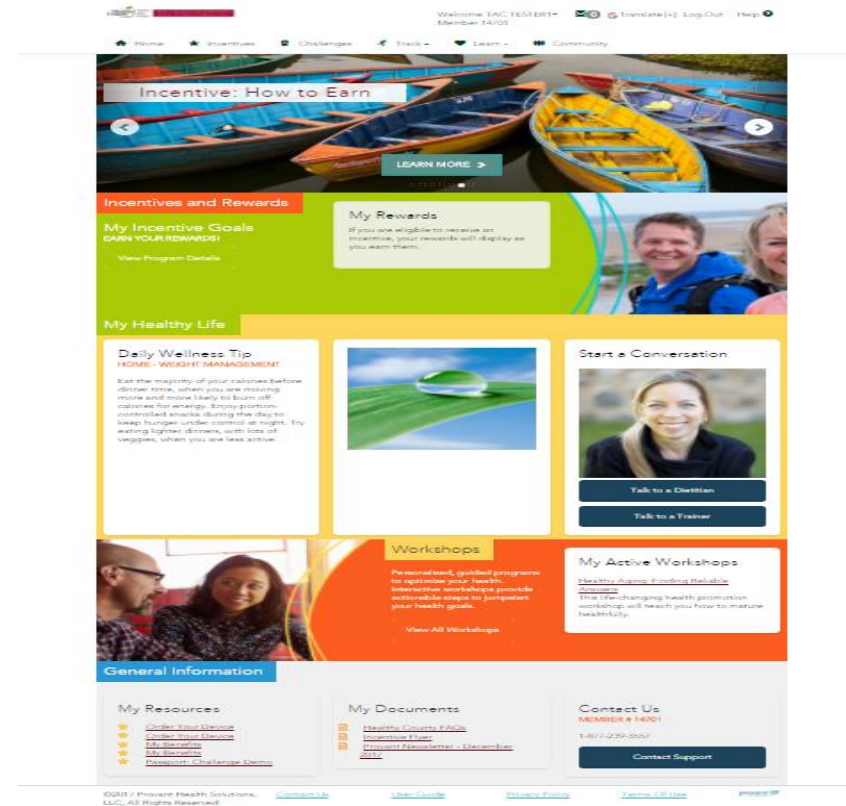 Welcome TAC TESTER1
Member 14701
0
Translate [+]
Log Out
Help
Home
Incentives
Challenges
Track
Learn
Community
Incentive: How to Earn
LEARN MORE >
Incentives and Rewards
My Incentive Goals
EARN YOUR REWARDS!
View Program Details
My Rewards
If you are eligible to receive an
incentive, your rewards will display as
you earn them.
My Healthy Life
Daily Wellness Tip
HOME - WEIGHT MANAGEMENT
Eat the majority of your calories before
dinner time, when you are moving
more and more likely to burn off
calories for energy. Enjoy portion-
controlled snacks during the day to
keep hunger under control at night. Try
eating lighter dinners, with lots of
veggies, when you are less active.
Start a Conversation
Talk to a Dietitian
Talk to a Trainer
Workshops
Personalized, guided programs
to optimize your health.
Interactive workshops provide
actionable steps to jumpstart
your health goals.
View All Workshops
My Active Workshops
Healthy Aging: Finding Reliable
Answers
This life-changing health promotion
workshop will teach you how to mature
healthfully.
General Information
My Resources
Order Your Device
Order Your Device
My Benefits
My Benefits
Passport: Challenge Demo
My Documents
Healthy County FAQs
Incentive Flyer
Provant Newsletter - December
2017
Contact Us
MEMBER # 14701
1-877-239-3557
Contact Support
©2017 Provant Health Solutions,
LLC, All Rights Reserved
Contact Us
User Guide
Privacy Policy
Terms Of Use
provant